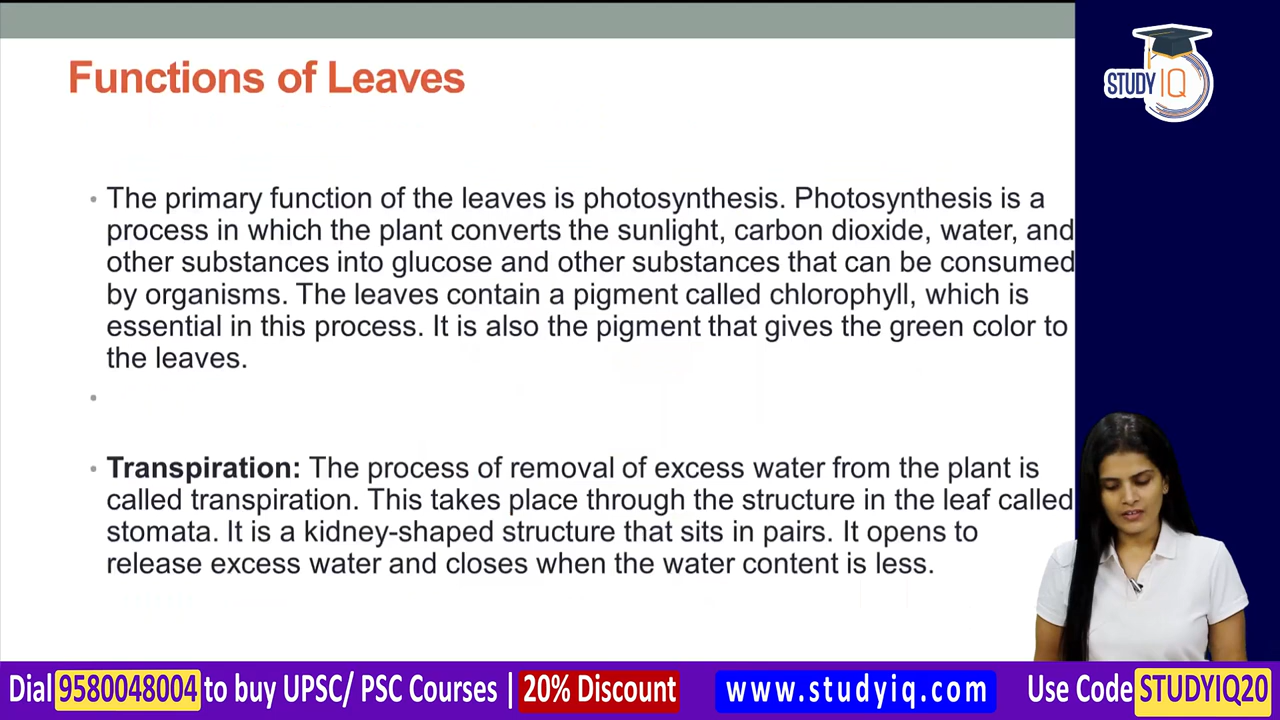 Functions of Leaves
STUDY IQ
• The primary function of the leaves is photosynthesis. Photosynthesis is a
process in which the plant converts the sunlight, carbon dioxide, water, and
other substances into glucose and other substances that can be consumed
by organisms. The leaves contain a pigment called chlorophyll, which is
essential in this process. It is also the pigment that gives the green color to
the leaves.
•
• Transpiration: The process of removal of excess water from the plant is
called transpiration. This takes place through the structure in the leaf called
stomata. It is a kidney-shaped structure that sits in pairs. It opens to
release excess water and closes when the water content is less.
Dial 9580048004 to buy UPSC/ PSC Courses | 20% Discount www.studyiq.com Use Code STUDYIQ20